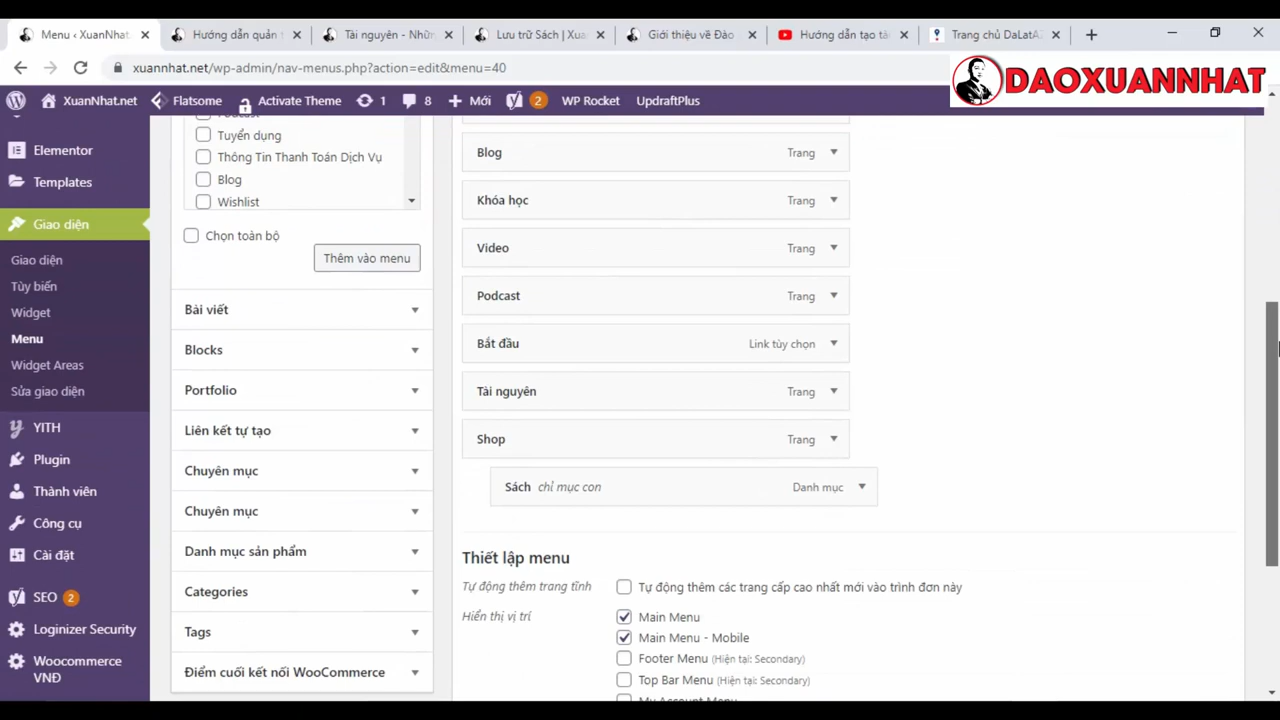 Menu ‹ XuanNhat.
Hướng dẫn quản
Tài nguyên - Nhữn
Lưu trữ Sách | Xua
Giới thiệu về Đào
Hướng dẫn tạo tà
Trang chủ DaLatA
xuannhat.net/wp-admin/nav-menus.php?action=edit&menu=40
DAOXUANNHAT
XuanNhat.net
Flatsome
Activate Theme
1
8
Mới
2
WP Rocket
UpdraftPlus
Elementor
Templates
Giao diện
Giao diện
Tùy biến
Widget
Menu
Widget Areas
Sửa giao diện
YITH
Plugin
Thành viên
Công cụ
Cài đặt
SEO 2
Loginizer Security
Woocommerce
VNĐ
Podcast
Tuyển dụng
Thông Tin Thanh Toán Dịch Vụ
Blog
Wishlist
Chọn toàn bộ
Thêm vào menu
Bài viết
Blocks
Portfolio
Liên kết tự tạo
Chuyên mục
Chuyên mục
Danh mục sản phẩm
Categories
Tags
Điểm cuối kết nối WooCommerce
Blog Trang
Khóa học Trang
Video Trang
Podcast Trang
Bắt đầu Link tùy chọn
Tài nguyên Trang
Shop Trang
Sách chỉ mục con Danh mục
Thiết lập menu
Tự động thêm trang tĩnh Tự động thêm các trang cấp cao nhất mới vào trình đơn này
Hiển thị vị trí Main Menu
Main Menu - Mobile
Footer Menu (Hiện tại: Secondary)
Top Bar Menu (Hiện tại: Secondary)
My Account Menu